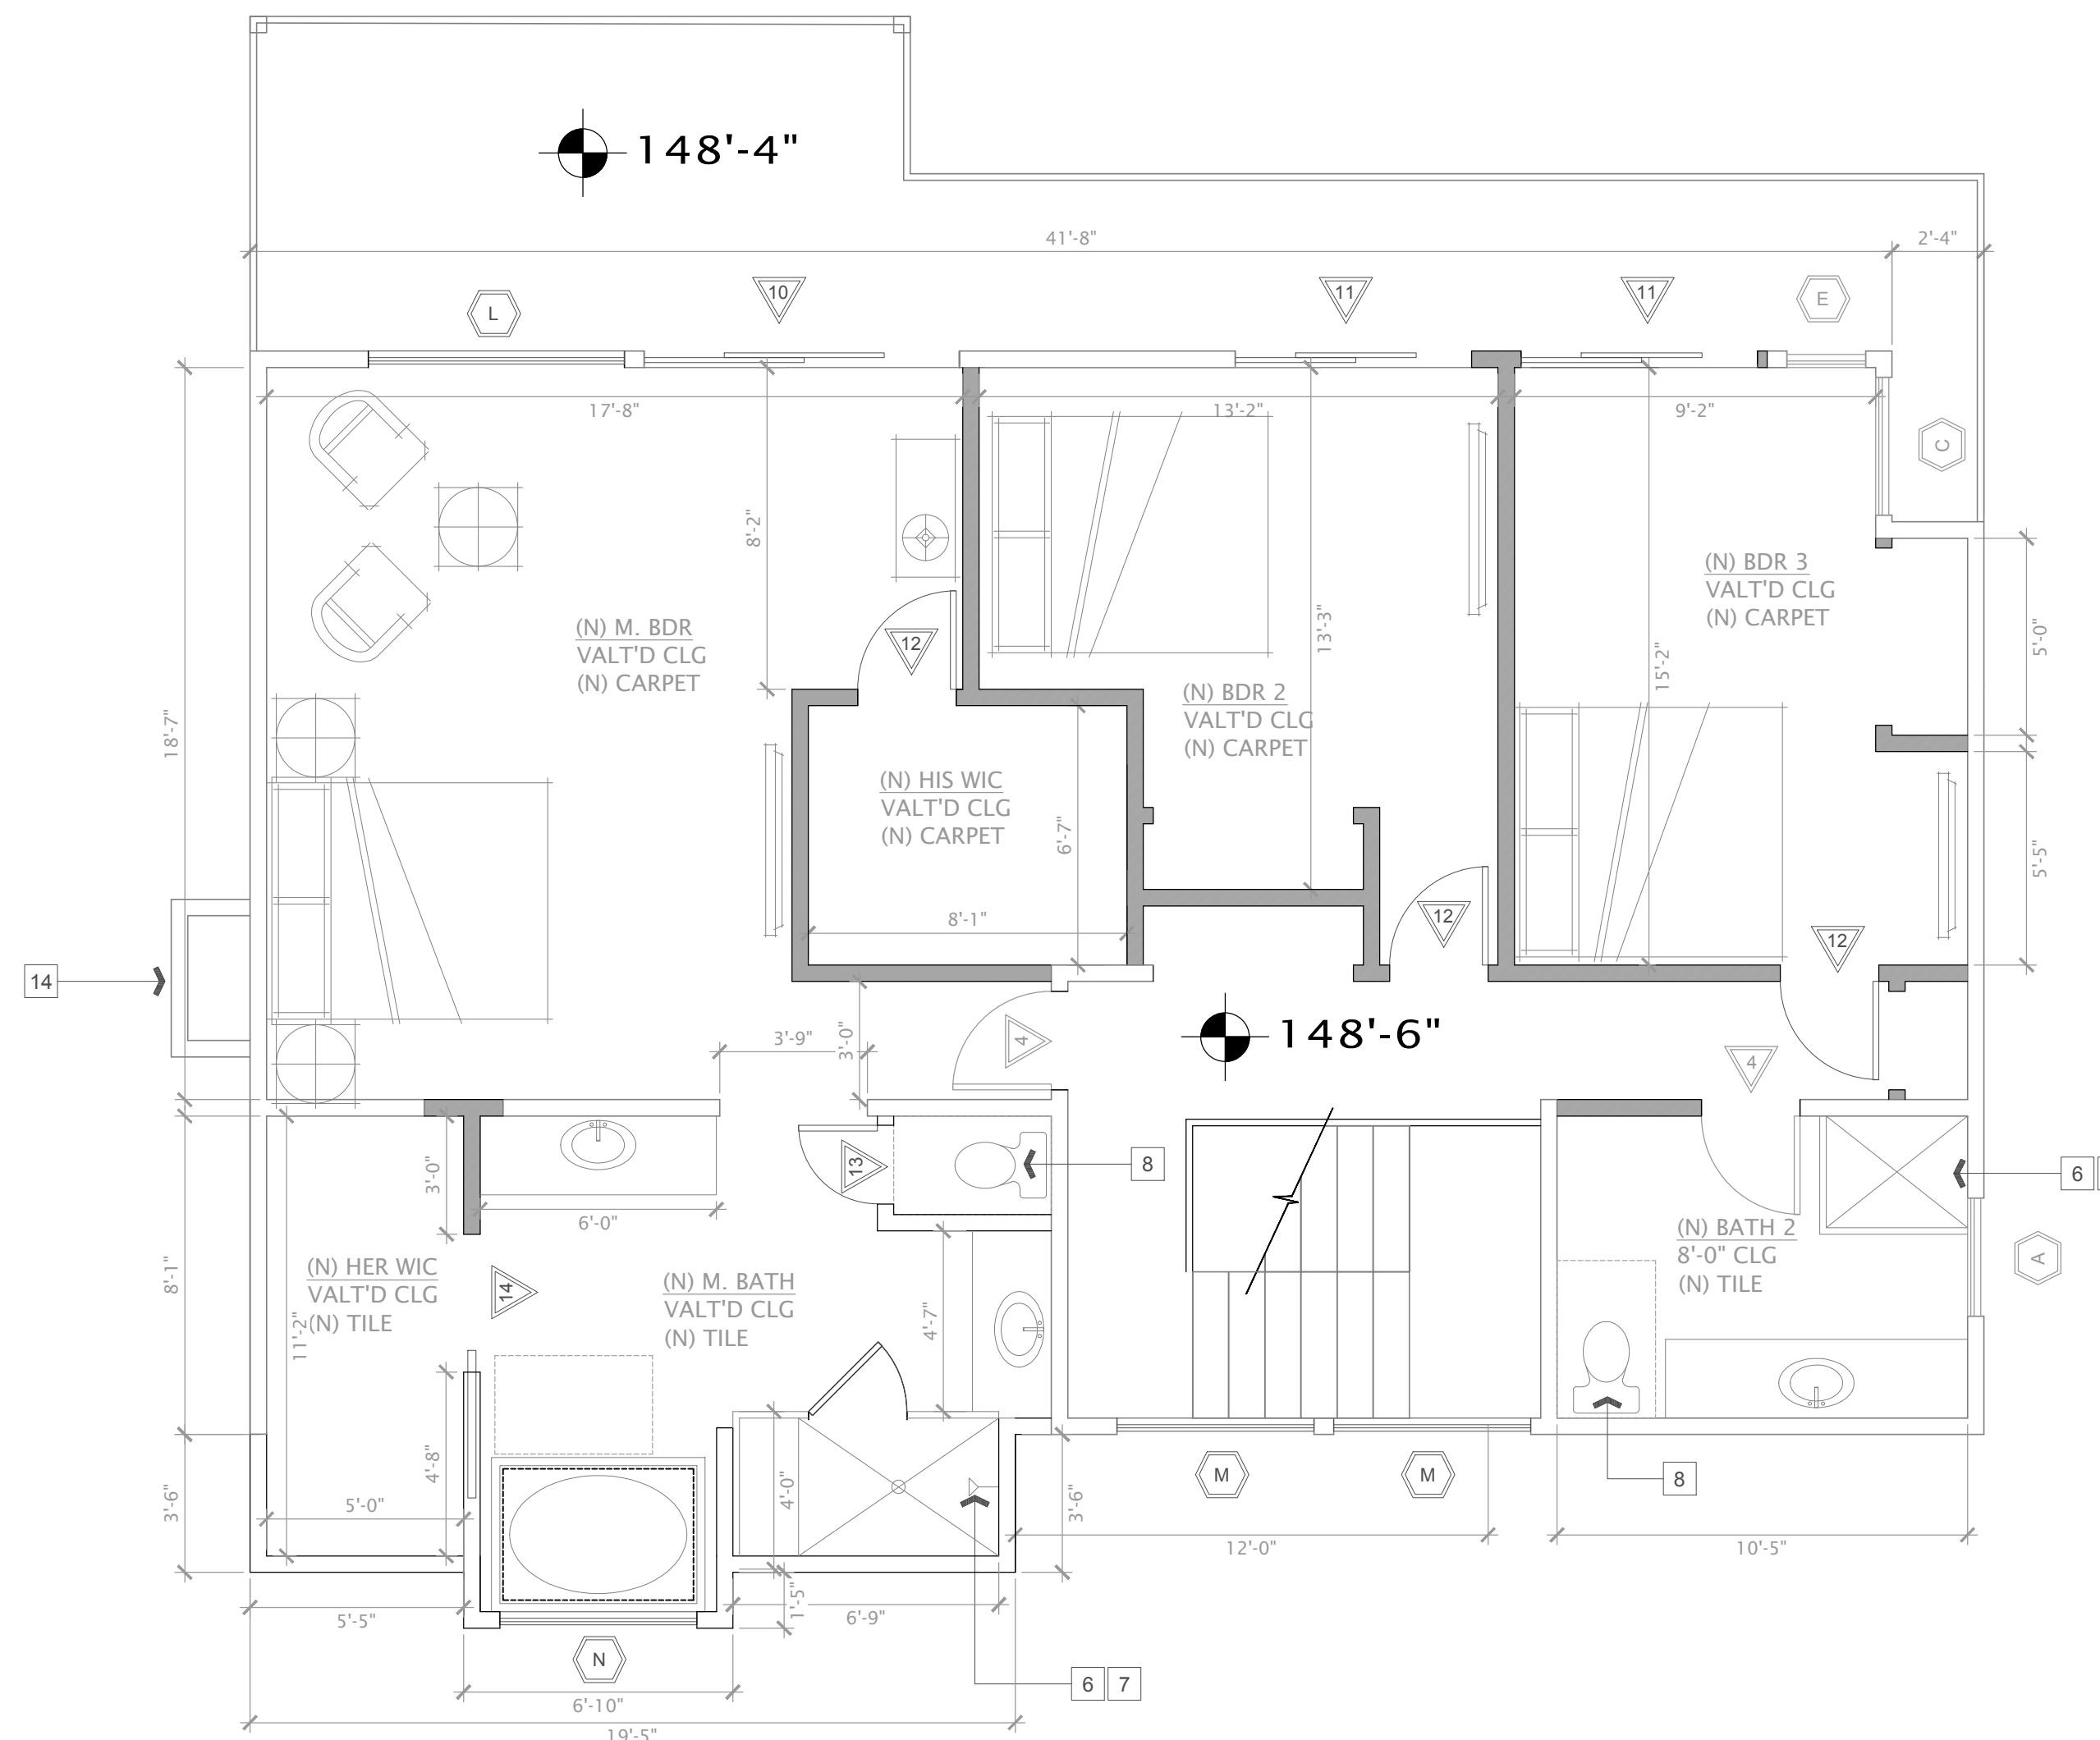 148'-4"
41'-8"
2'-4"
L
10
11
11
E
17'-8"
13'-2"
9'-2"
C
8'-2"
(N) BDR 3
VALT'D CLG
(N) CARPET
13'-3"
5'-0"
(N) M. BDR
VALT'D CLG
(N) CARPET
12
15'-2"
(N) BDR 2
VALT'D CLG
(N) CARPET
18'-7"
(N) HIS WIC
VALT'D CLG
(N) CARPET
6'-7"
5'-5"
8'-1"
12
12
14
3'-9"
3'-0"
4
148'-6"
4
3'-0"
13
8
6
6'-0"
(N) BATH 2
8'-0" CLG
(N) TILE
A
(N) HER WIC
VALT'D CLG
(N) TILE
8'-1"
11'-2"
14
(N) M. BATH
VALT'D CLG
(N) TILE
4'-7"
4'-8"
M
M
8
3'-6"
5'-0"
4'-0"
3'-6"
12'-0"
10'-5"
5'-5"
1'-5"
6'-9"
N
6 7
6'-10"
19'-5"